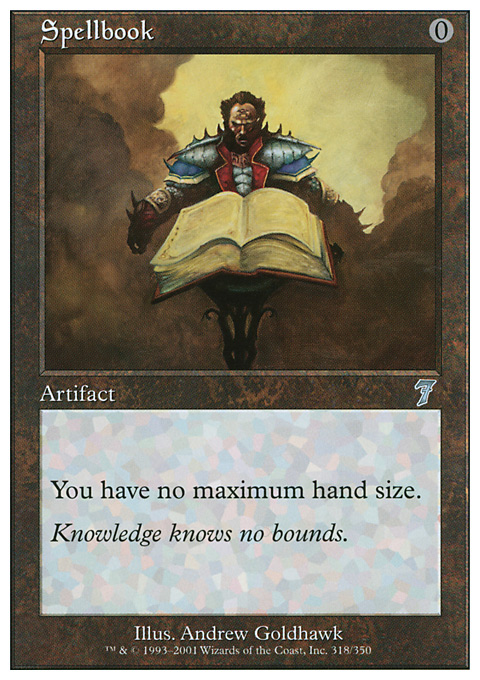 Spellbook
0
Artifact
7
You have no maximum hand size.
Knowledge knows no bounds.
Illus. Andrew Goldhawk
™ & © 1993–2001 Wizards of the Coast, Inc. 318/350